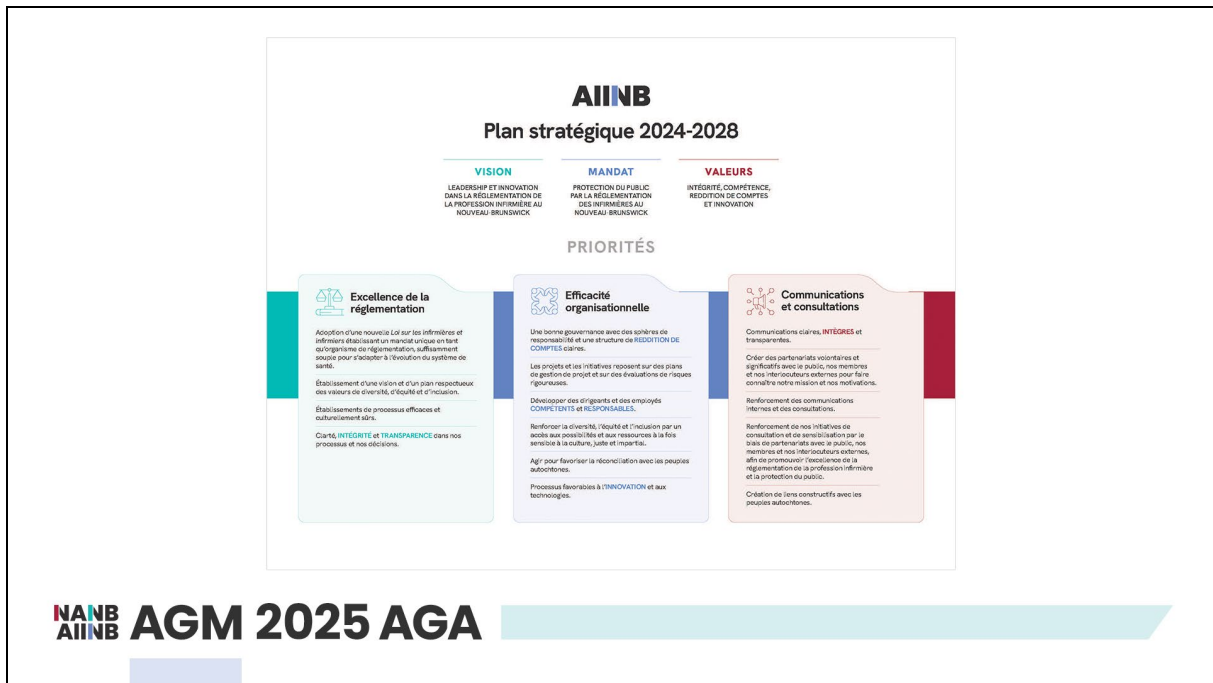 AIINB
Plan stratégique 2024-2028
VISION
LEADERSHIP ET INNOVATION
DANS LA RÉGLEMENTATION DE
LA PROFESSION INFIRMIÈRE AU
NOUVEAU-BRUNSWICK
MANDAT
PROTECTION DU PUBLIC
PAR LA RÉGLEMENTATION
DES INFIRMIÈRES AU
NOUVEAU-BRUNSWICK
VALEURS
INTÉGRITÉ, COMPÉTENCE,
REDDITION DE COMPTES
ET INNOVATION
PRIORITÉS
Excellence de la
réglementation
Adoption d'une nouvelle Loi sur les infirmières et
infirmiers établissant un mandat unique en tant
qu'organisme de réglementation, suffisamment
souple pour s'adapter à l'évolution du système de
santé.
Établissement d'une vision et d'un plan respectueux
des valeurs de diversité, d'équité et d'inclusion.
Établissements de processus efficaces et
culturellement sûrs.
Clarté, INTÉGRITÉ et TRANSPARENCE dans nos
processus et nos décisions.
Efficacité
organisationnelle
Une bonne gouvernance avec des sphères de
responsabilité et une structure de REDDITION DE
COMPTES claires.
Les projets et les initiatives reposent sur des plans
de gestion de projet et sur des évaluations de risques
rigoureuses.
Développer des dirigeants et des employés
COMPÉTENTS et RESPONSABLES.
Renforcer la diversité, l'équité et l'inclusion par un
accès aux possibilités et aux ressources à la fois
sensible à la culture, juste et impartial.
Agir pour favoriser la réconciliation avec les peuples
autochtones.
Processus favorables à l'INNOVATION et aux
technologies.
Communications
et consultations
Communications claires, INTÈGRES et
transparentes.
Créer des partenariats volontaires et
significatifs avec le public, nos membres
et nos interlocuteurs externes pour faire
connaître notre mission et nos motivations.
Renforcement des communications
internes et des consultations.
Renforcement de nos initiatives de
consultation et de sensibilisation par le
biais de partenariats avec le public, nos
membres et nos interlocuteurs externes,
afin de promouvoir l'excellence de la
réglementation de la profession infirmière
et la protection du public.
Création de liens constructifs avec les
peuples autochtones.
NANB
AIINB
AGM 2025 AGA